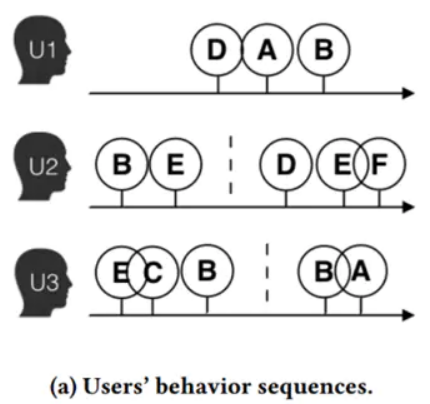 U1 D A B
U2 B E D E F
U3 E C B B A
(a) Users' behavior sequences.